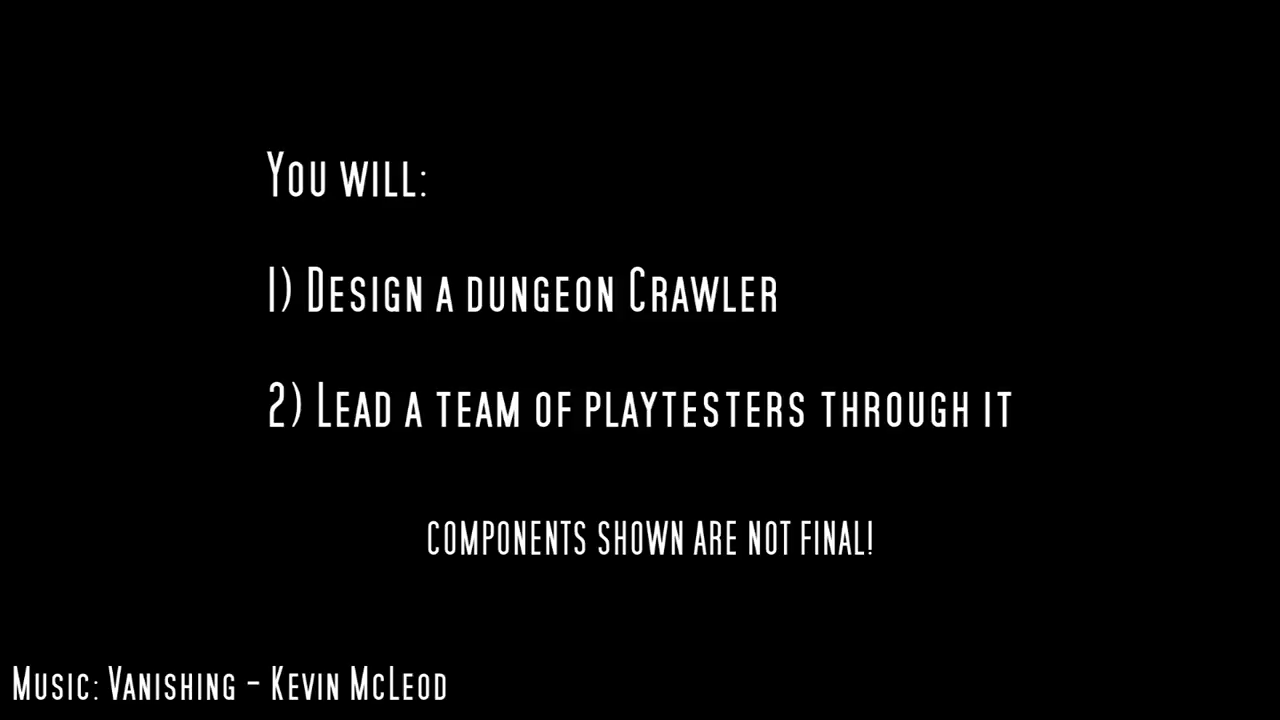 You will:
1) Design a dungeon Crawler
2) Lead a team of playtesters through it
COMPONENTS SHOWN ARE NOT FINAL!
Music: Vanishing - Kevin McLeod